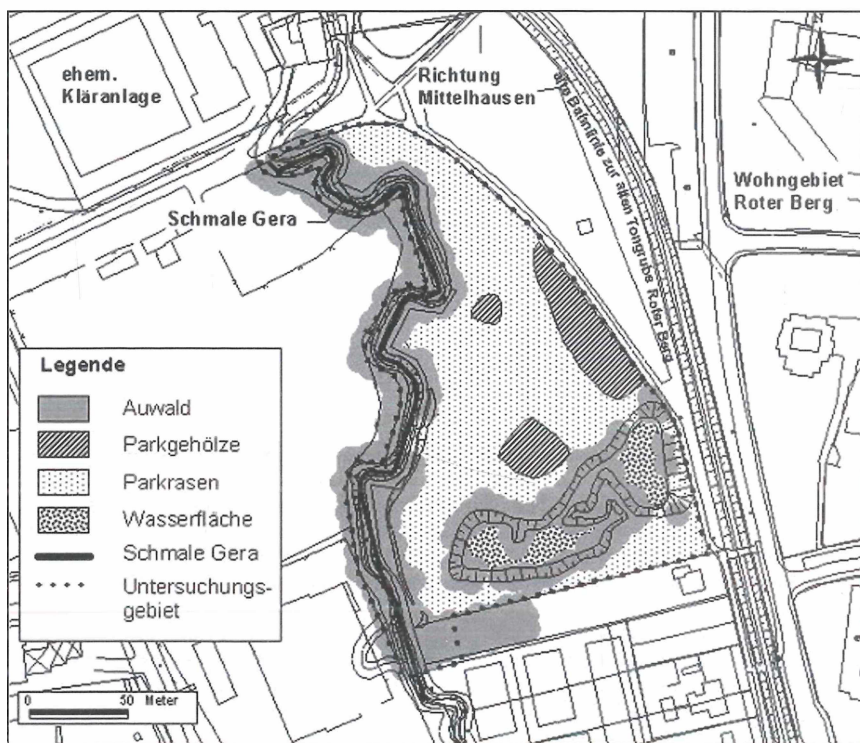 ehem.
Kläranlage
Richtung
Mittelhausen
N
alte Bahnlinie zur alten Tongrube Roter Berg
Wohngebiet
Roter Berg
Schmale Gera
Legende
Auwald
Parkgehölze
Parkrasen
Wasserfläche
Schmale Gera
Untersuchungs-
gebiet
0 50 Meter